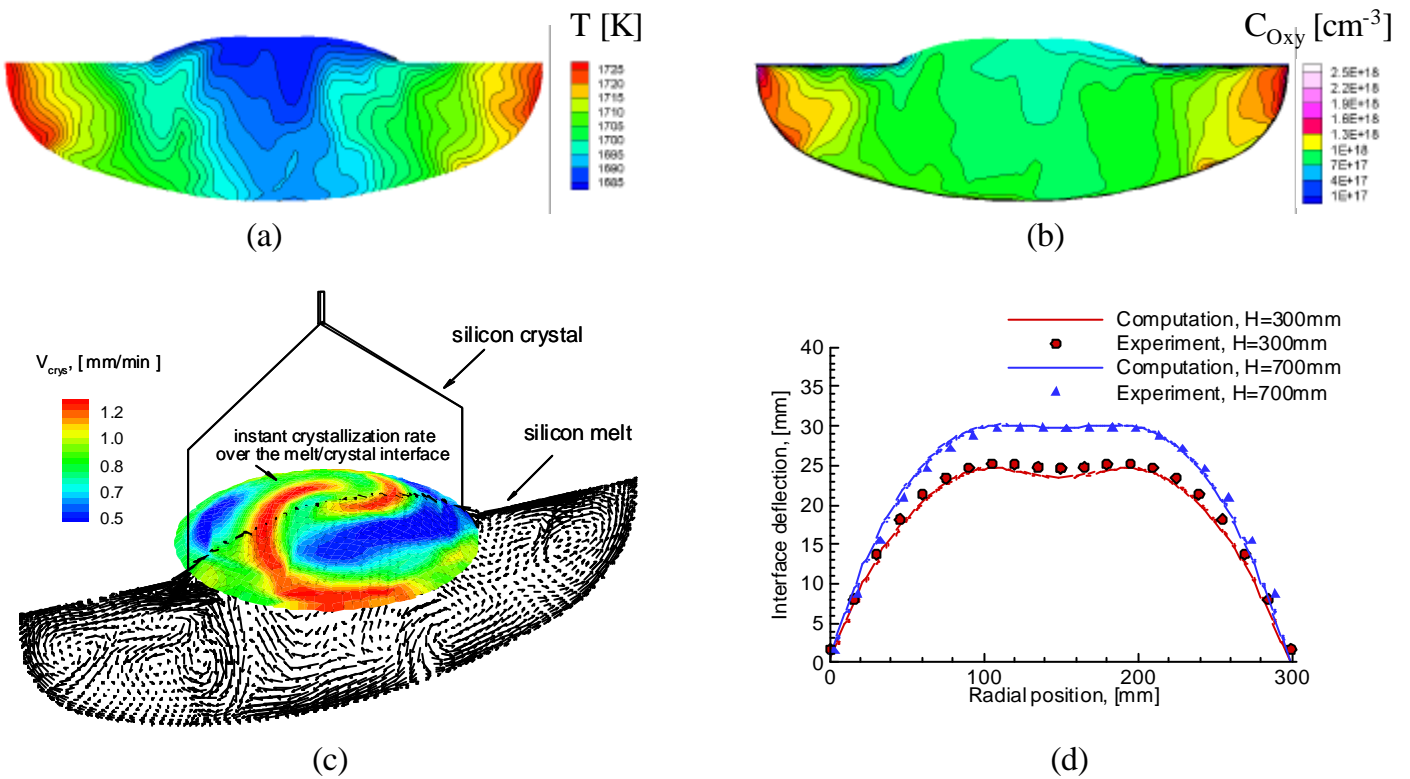 T [K]
1725
1720
1715
1710
1705
1700
1695
1690
1685
(a)
C_Oxy [cm⁻³]
2.5E+18
2.2E+18
1.9E+18
1.6E+18
1.3E+18
1E+18
7E+17
4E+17
1E+17
(b)
silicon crystal
V_crys, [mm/min]
1.2
1.0
0.8
0.7
0.5
instant crystallization rate
over the melt/crystal interface
silicon melt
(c)
Computation, H=300mm
Experiment, H=300mm
Computation, H=700mm
Experiment, H=700mm
Interface deflection, [mm]
40
35
30
25
20
15
10
5
0
0
100
200
300
Radial position, [mm]
(d)